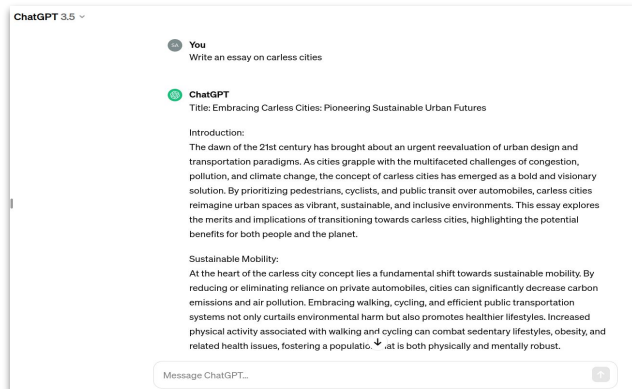 ChatGPT 3.5
SA
You
Write an essay on carless cities
ChatGPT
Title: Embracing Carless Cities: Pioneering Sustainable Urban Futures
Introduction:
The dawn of the 21st century has brought about an urgent reevaluation of urban design and
transportation paradigms. As cities grapple with the multifaceted challenges of congestion,
pollution, and climate change, the concept of carless cities has emerged as a bold and visionary
solution. By prioritizing pedestrians, cyclists, and public transit over automobiles, carless cities
reimagine urban spaces as vibrant, sustainable, and inclusive environments. This essay explores
the merits and implications of transitioning towards carless cities, highlighting the potential
benefits for both people and the planet.
Sustainable Mobility:
At the heart of the carless city concept lies a fundamental shift towards sustainable mobility. By
reducing or eliminating reliance on private automobiles, cities can significantly decrease carbon
emissions and air pollution. Embracing walking, cycling, and efficient public transportation
systems not only curtails environmental harm but also promotes healthier lifestyles. Increased
physical activity associated with walking and cycling can combat sedentary lifestyles, obesity, and
related health issues, fostering a populatio at is both physically and mentally robust.
Message ChatGPT...